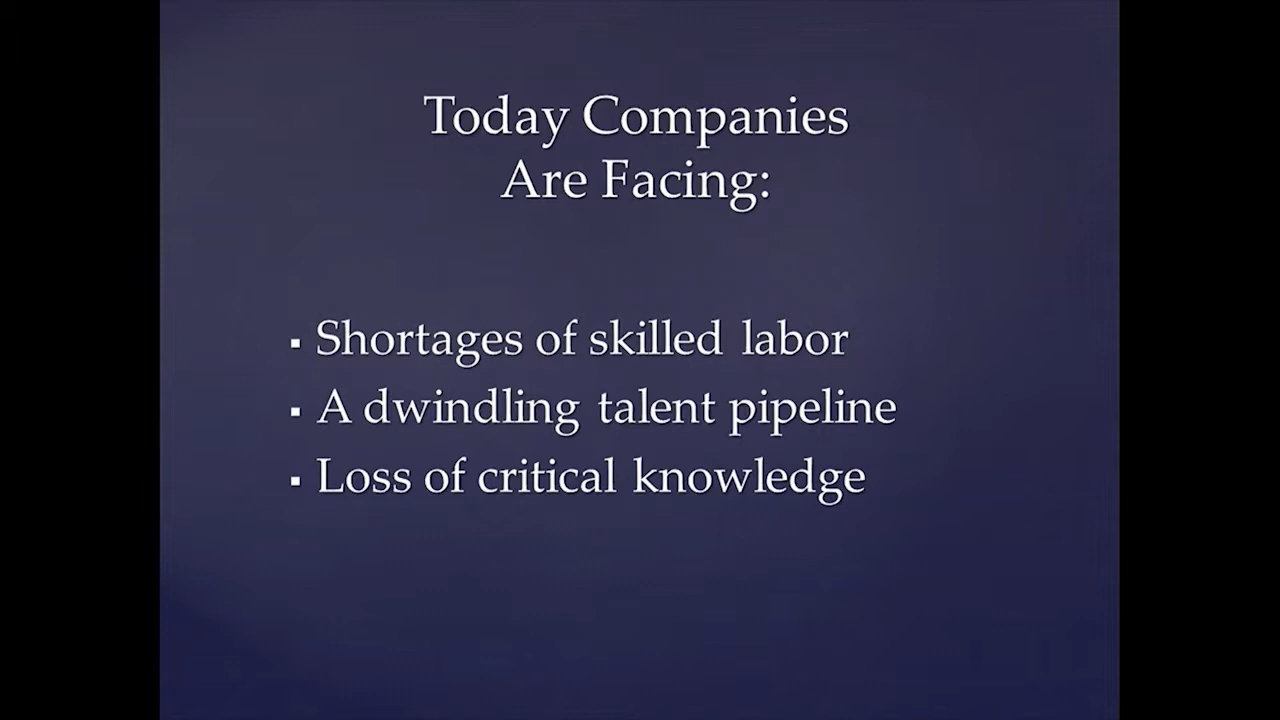 Today Companies
Are Facing:
▪ Shortages of skilled labor
▪ A dwindling talent pipeline
▪ Loss of critical knowledge